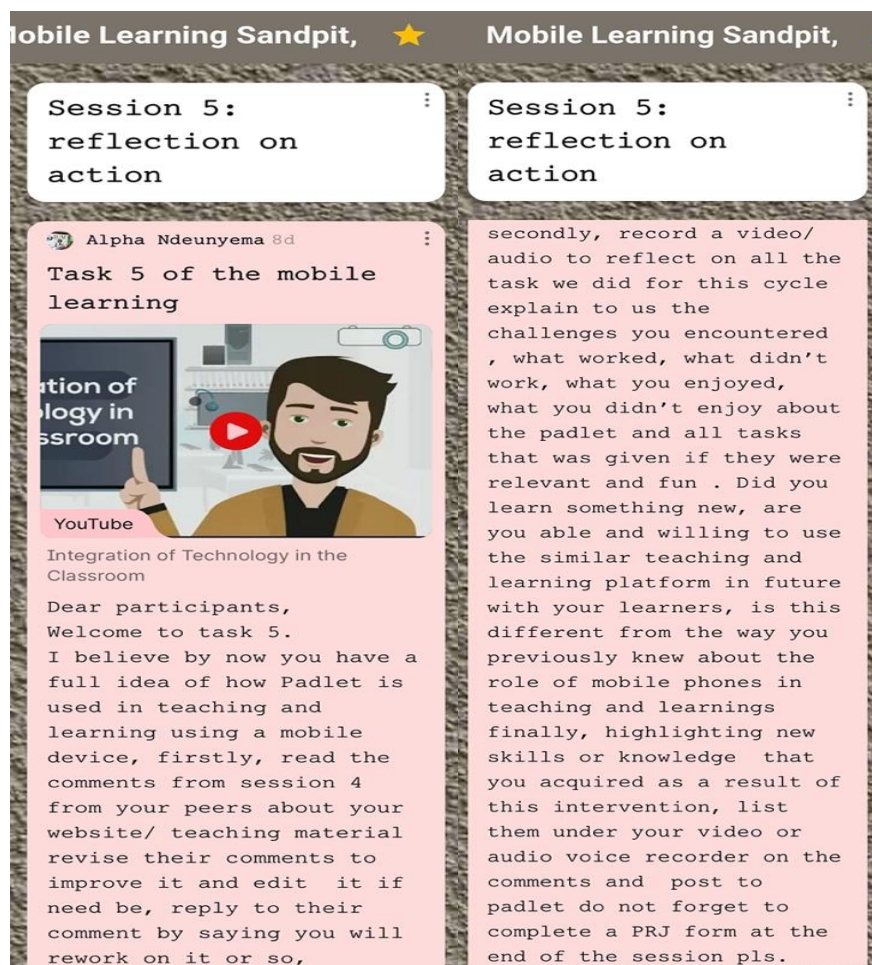 Mobile Learning Sandpit,
Session 5:
reflection on
action
Alpha Ndeunyema 8d
Task 5 of the mobile
learning
ation of
ology in
ssroom
YouTube
Integration of Technology in the
Classroom
Dear participants,
Welcome to task 5.
I believe by now you have a
full idea of how Padlet is
used in teaching and
learning using a mobile
device, firstly, read the
comments from session 4
from your peers about your
website/ teaching material
revise their comments to
improve it and edit  it if
need be, reply to their
comment by saying you will
rework on it or so,
Mobile Learning Sandpit,
Session 5:
reflection on
action
secondly, record a video/
audio to reflect on all the
task we did for this cycle
explain to us the
challenges you encountered
, what worked, what didn’t
work, what you enjoyed,
what you didn’t enjoy about
the padlet and all tasks
that was given if they were
relevant and fun . Did you
learn something new, are
you able and willing to use
the similar teaching and
learning platform in future
with your learners, is this
different from the way you
previously knew about the
role of mobile phones in
teaching and learnings
finally, highlighting new
skills or knowledge  that
you acquired as a result of
this intervention, list
them under your video or
audio voice recorder on the
comments and  post to
padlet do not forget to
complete a PRJ form at the
end of the session pls.